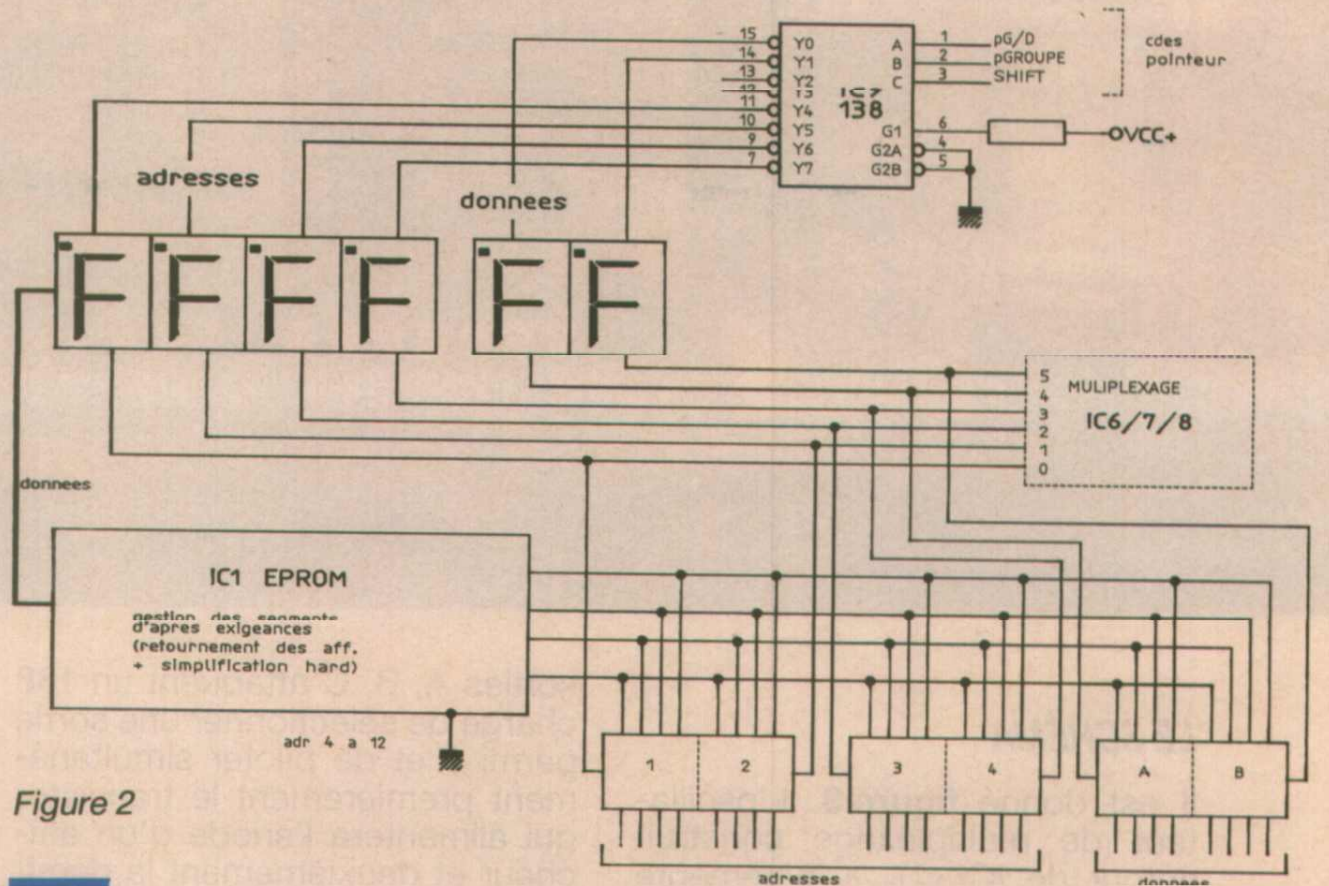 15 Y0 A 1 pG/D
14 Y1 B 2 pGROUPE
13 Y2 C 3 SHIFT
12 Y3 IC7
11 Y4 138
10 Y5 G1 6 VCC+
9 Y6 G2A 4
7 Y7 G2B 5
cdes
pointeur
adresses
donnees
F F F F F F
5
4
3
2
1
0
MULIPLEXAGE
IC6/7/8
donnees
IC1 EPROM
gestion des segments
d'apres exigeances
(retournement des aff.
+ simplification hard)
adr 4 a 12
1 2 3 4 A B
adresses
donnees
Figure 2